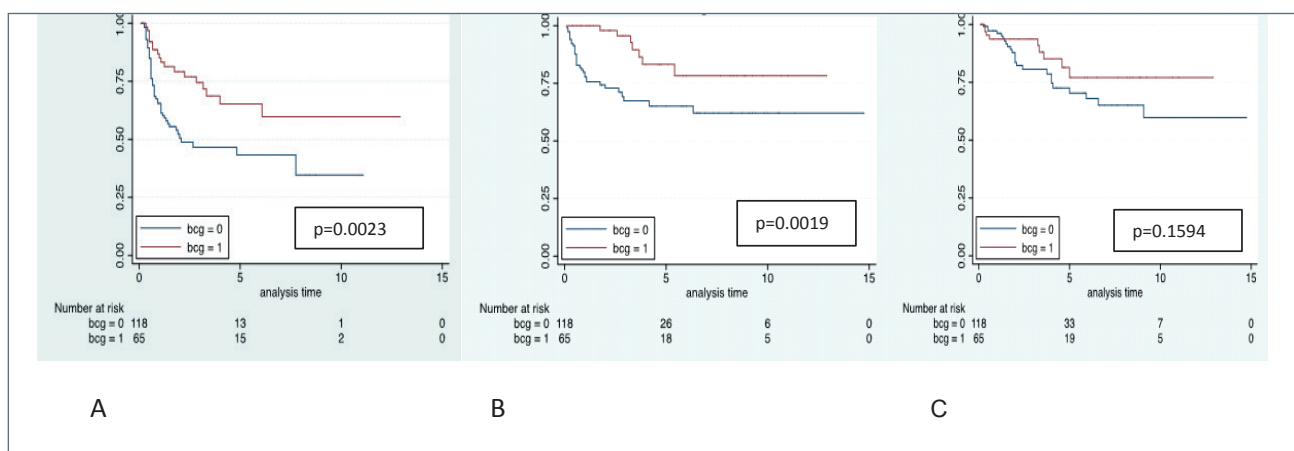 1.00
0.75
0.50
0.25
0.00
bcg = 0
bcg = 1
p=0.0023
0 5 10 15
analysis time
Number at risk
bcg = 0 118 13 1 0
bcg = 1 65 15 2 0
A
1.00
0.75
0.50
0.25
0.00
bcg = 0
bcg = 1
p=0.0019
0 5 10 15
analysis time
Number at risk
bcg = 0 118 26 6 0
bcg = 1 65 18 5 0
B
1.00
0.75
0.50
0.25
0.00
bcg = 0
bcg = 1
p=0.1594
0 5 10 15
analysis time
Number at risk
bcg = 0 118 33 7 0
bcg = 1 65 19 5 0
C